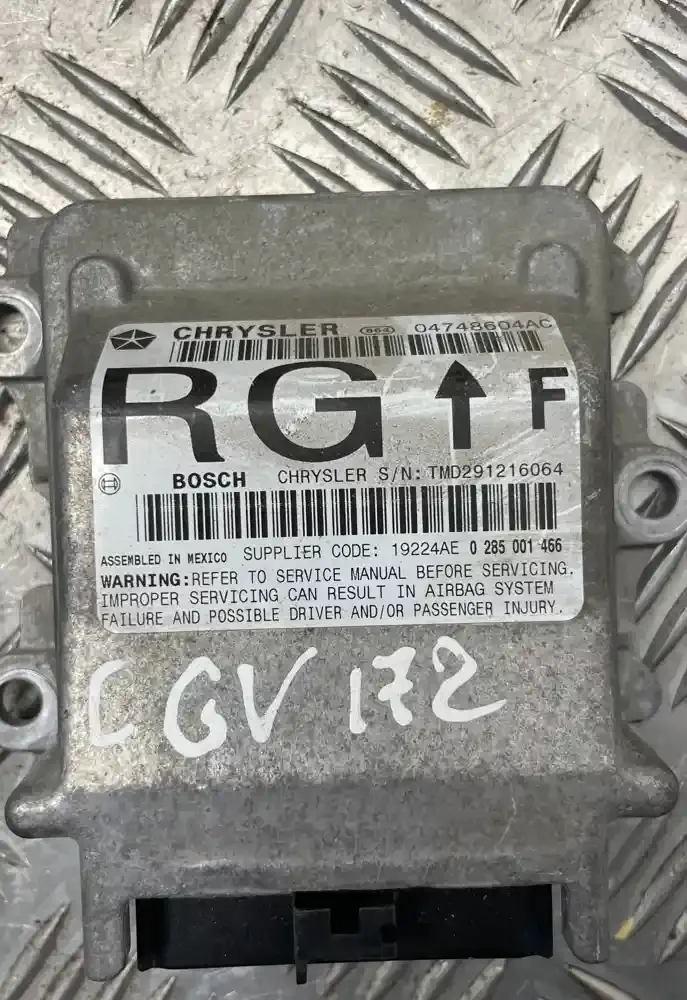 CHRYSLER 864 04748604AC
RG F
BOSCH CHRYSLER S/N: TMD291216064
ASSEMBLED IN MEXICO SUPPLIER CODE: 19224AE 0 285 001 466
WARNING: REFER TO SERVICE MANUAL BEFORE SERVICING.
IMPROPER SERVICING CAN RESULT IN AIRBAG SYSTEM
FAILURE AND POSSIBLE DRIVER AND/OR PASSENGER INJURY.
CGV 172